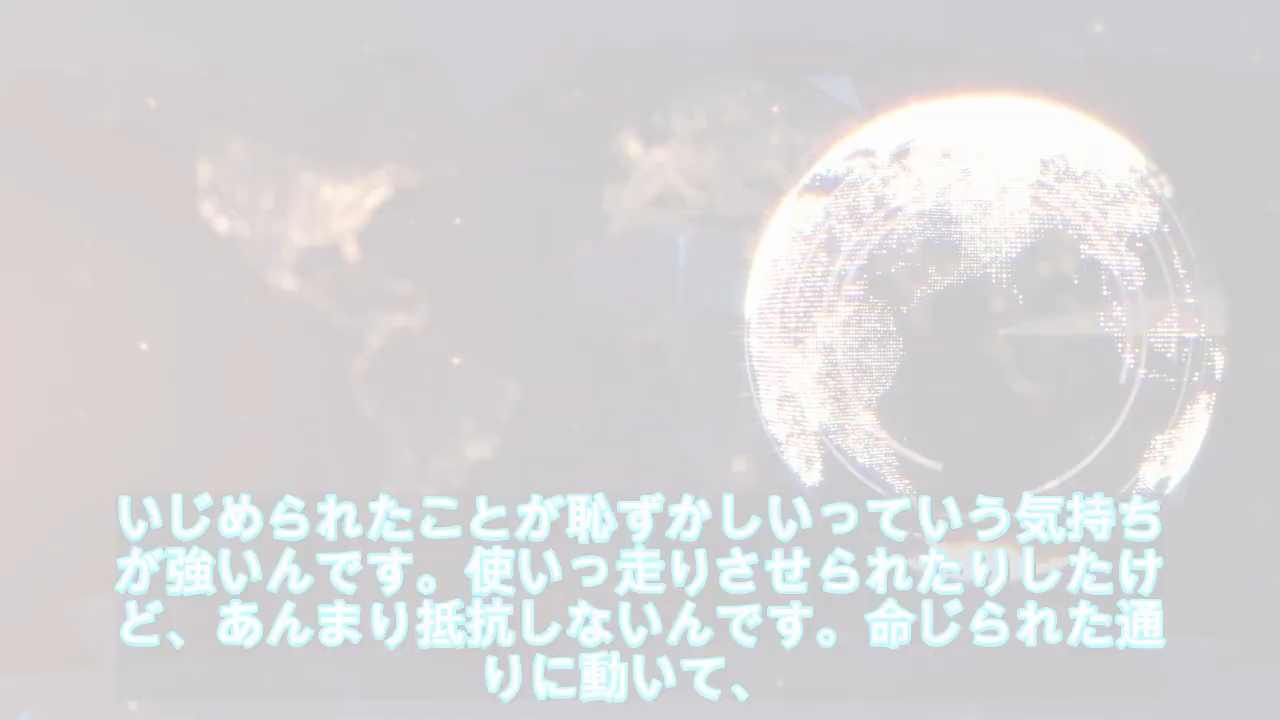 いじめられたことが恥ずかしいっていう気持ち
が強いんです。使いっ走りさせられたりしたけ
ど、あんまり抵抗しないんです。命じられた通
りに動いて、